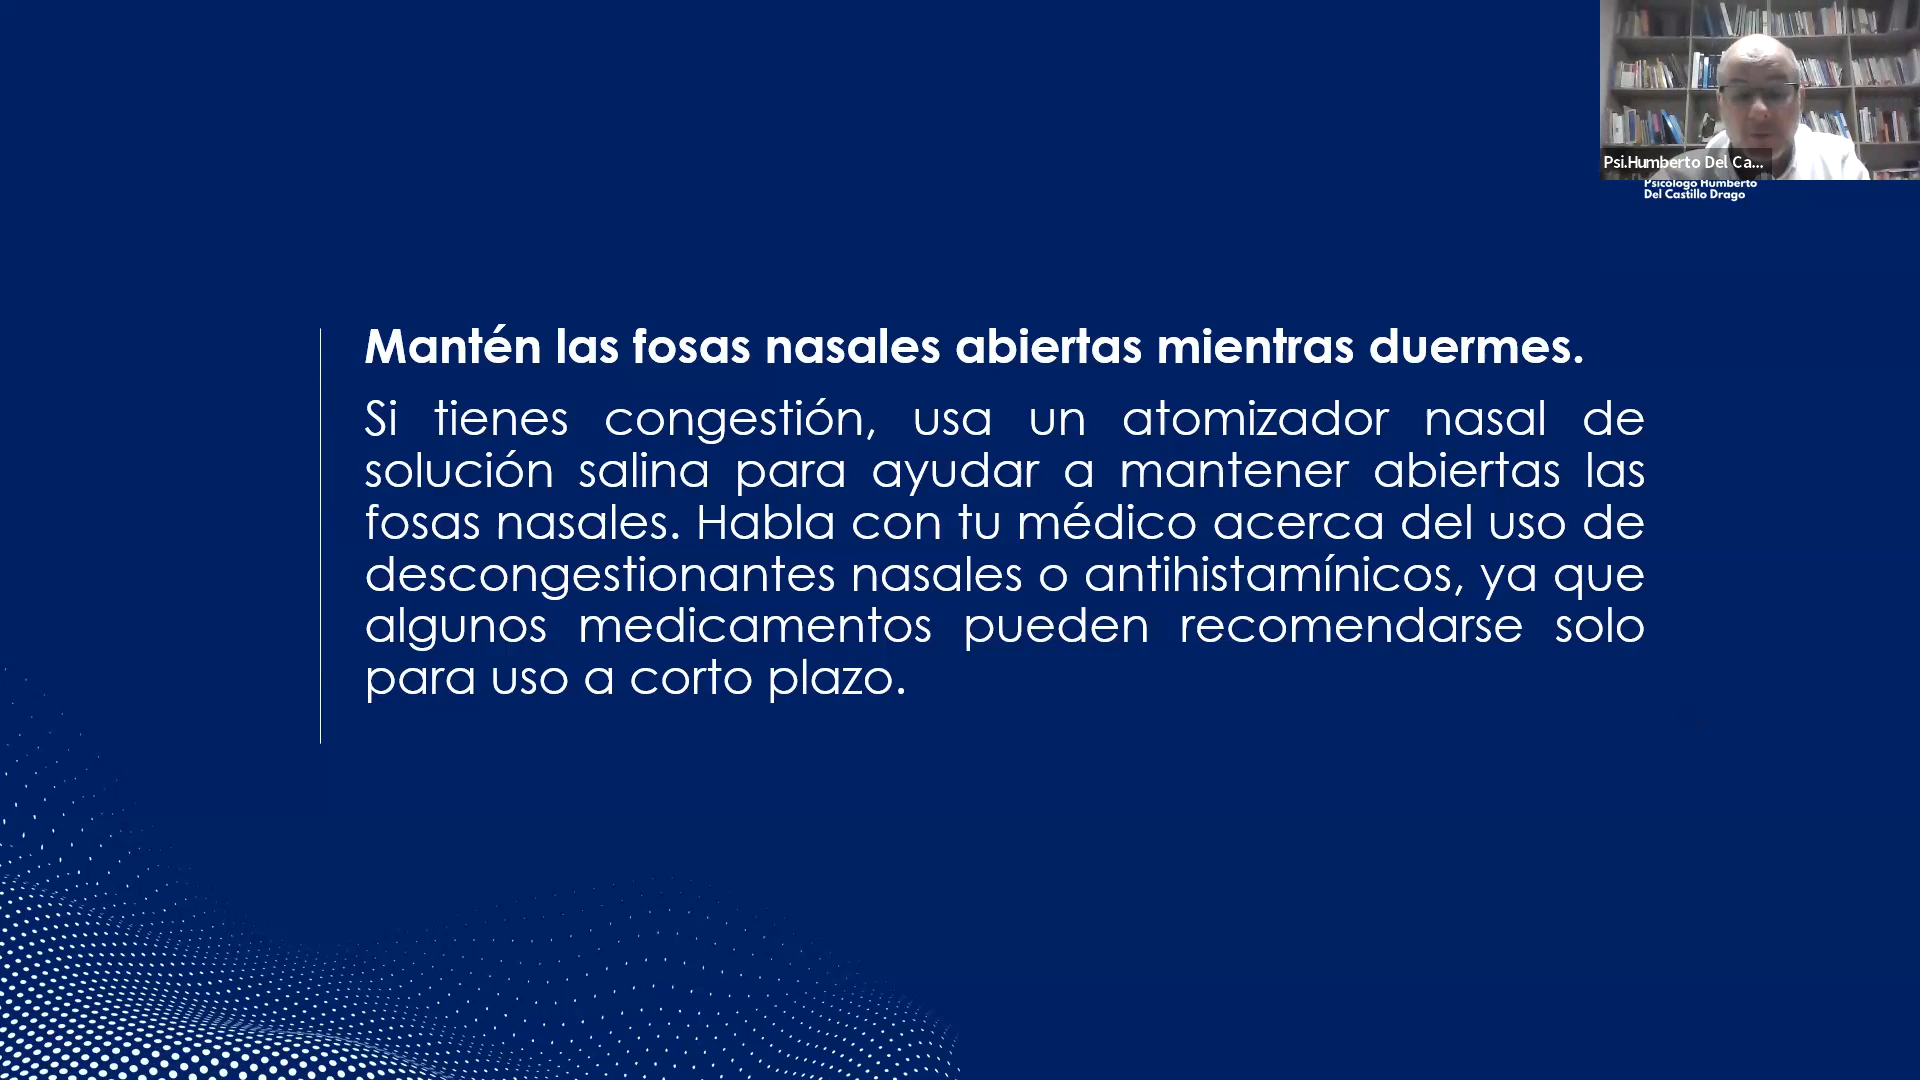 Psi.Humberto Del Ca...
Psicólogo Humberto
Del Castillo Drago
Mantén las fosas nasales abiertas mientras duermes.
Si tienes congestión, usa un atomizador nasal de
solución salina para ayudar a mantener abiertas las
fosas nasales. Habla con tu médico acerca del uso de
descongestionantes nasales o antihistamínicos, ya que
algunos medicamentos pueden recomendarse solo
para uso a corto plazo.